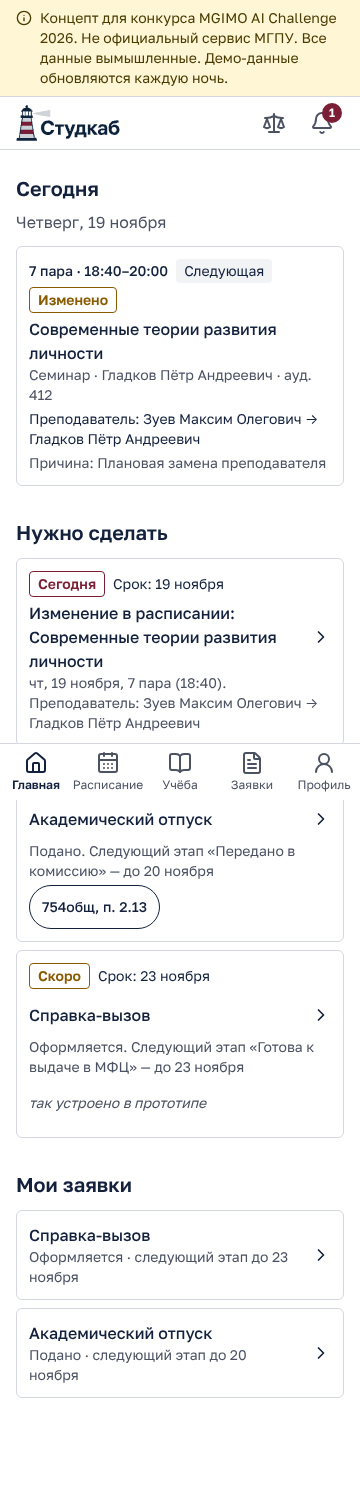 Концепт для конкурса MGIMO AI Challenge
2026. Не официальный сервис МГПУ. Все
данные вымышленные. Демо-данные
обновляются каждую ночь.
Студкаб
1
Сегодня
Четверг, 19 ноября
7 пара · 18:40–20:00 Следующая
Изменено
Современные теории развития
личности
Семинар · Гладков Пётр Андреевич · ауд.
412
Преподаватель: Зуев Максим Олегович →
Гладков Пётр Андреевич
Причина: Плановая замена преподавателя
Нужно сделать
Сегодня Срок: 19 ноября
Изменение в расписании:
Современные теории развития
личности
чт, 19 ноября, 7 пара (18:40).
Преподаватель: Зуев Максим Олегович →
Гладков Пётр Андреевич
Главная Расписание Учёба Заявки Профиль
Академический отпуск
Подано. Следующий этап «Передано в
комиссию» — до 20 ноября
754общ, п. 2.13
Скоро Срок: 23 ноября
Справка-вызов
Оформляется. Следующий этап «Готова к
выдаче в МФЦ» — до 23 ноября
так устроено в прототипе
Мои заявки
Справка-вызов
Оформляется · следующий этап до 23
ноября
Академический отпуск
Подано · следующий этап до 20
ноября